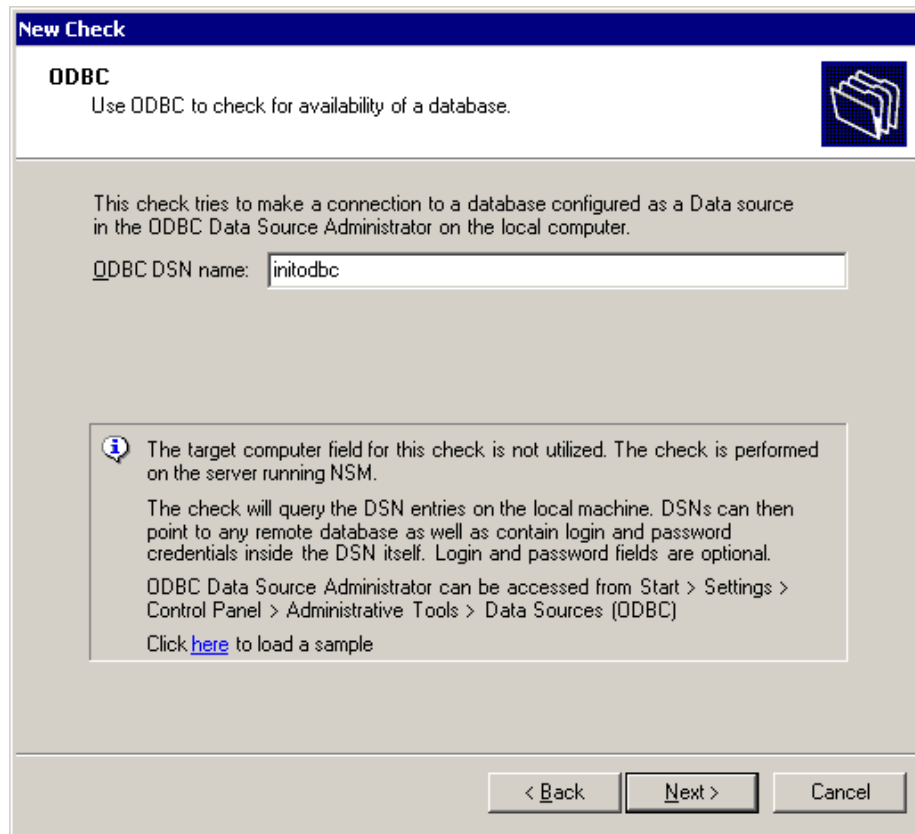 New Check
ODBC
Use ODBC to check for availability of a database.
This check tries to make a connection to a database configured as a Data source
in the ODBC Data Source Administrator on the local computer.
ODBC DSN name: initodbc
The target computer field for this check is not utilized. The check is performed
on the server running NSM.
The check will query the DSN entries on the local machine. DSNs can then
point to any remote database as well as contain login and password
credentials inside the DSN itself. Login and password fields are optional.
ODBC Data Source Administrator can be accessed from Start > Settings >
Control Panel > Administrative Tools > Data Sources (ODBC)
Click here to load a sample
< Back Next > Cancel